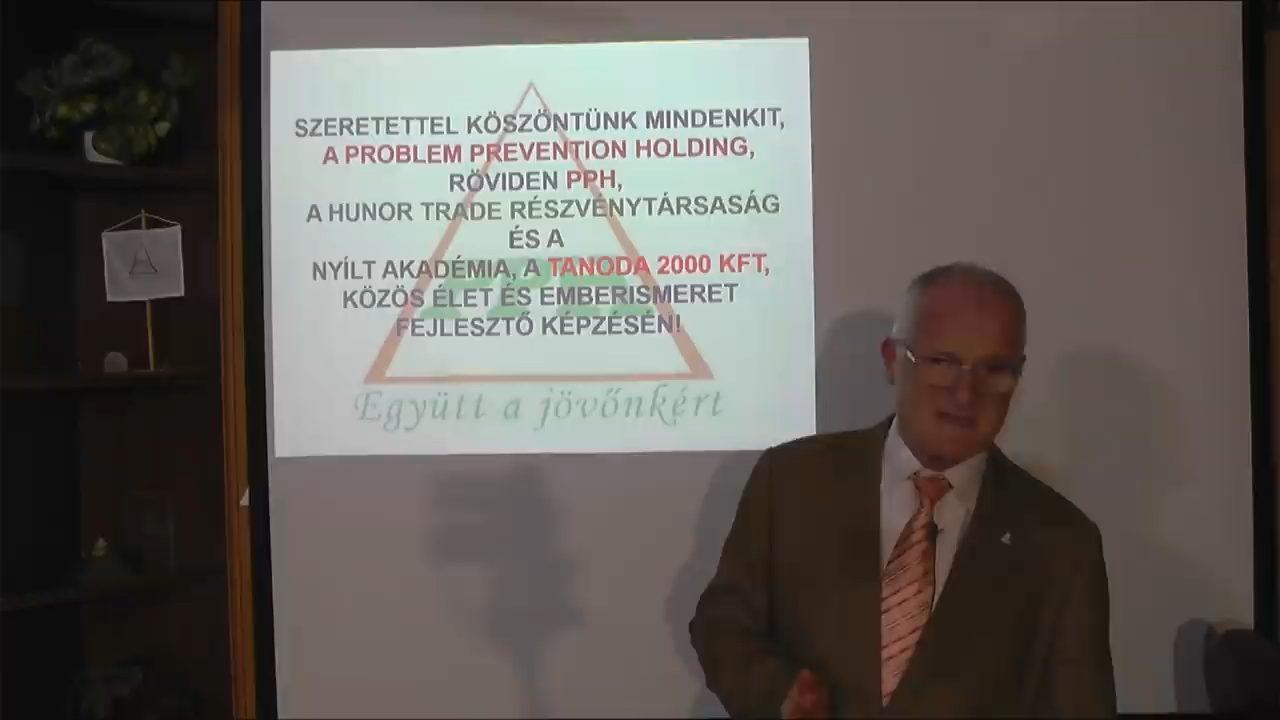 SZERETETTEL KÖSZÖNTÜNK MINDENKIT,
A PROBLEM PREVENTION HOLDING,
RÖVIDEN PPH,
A HUNOR TRADE RÉSZVÉNYTÁRSASÁG
ÉS A
NYÍLT AKADÉMIA, A TANODA 2000 KFT,
KÖZÖS ÉLET ÉS EMBERISMERET
FEJLESZTŐ KÉPZÉSÉN!
Együtt a jövőnkért